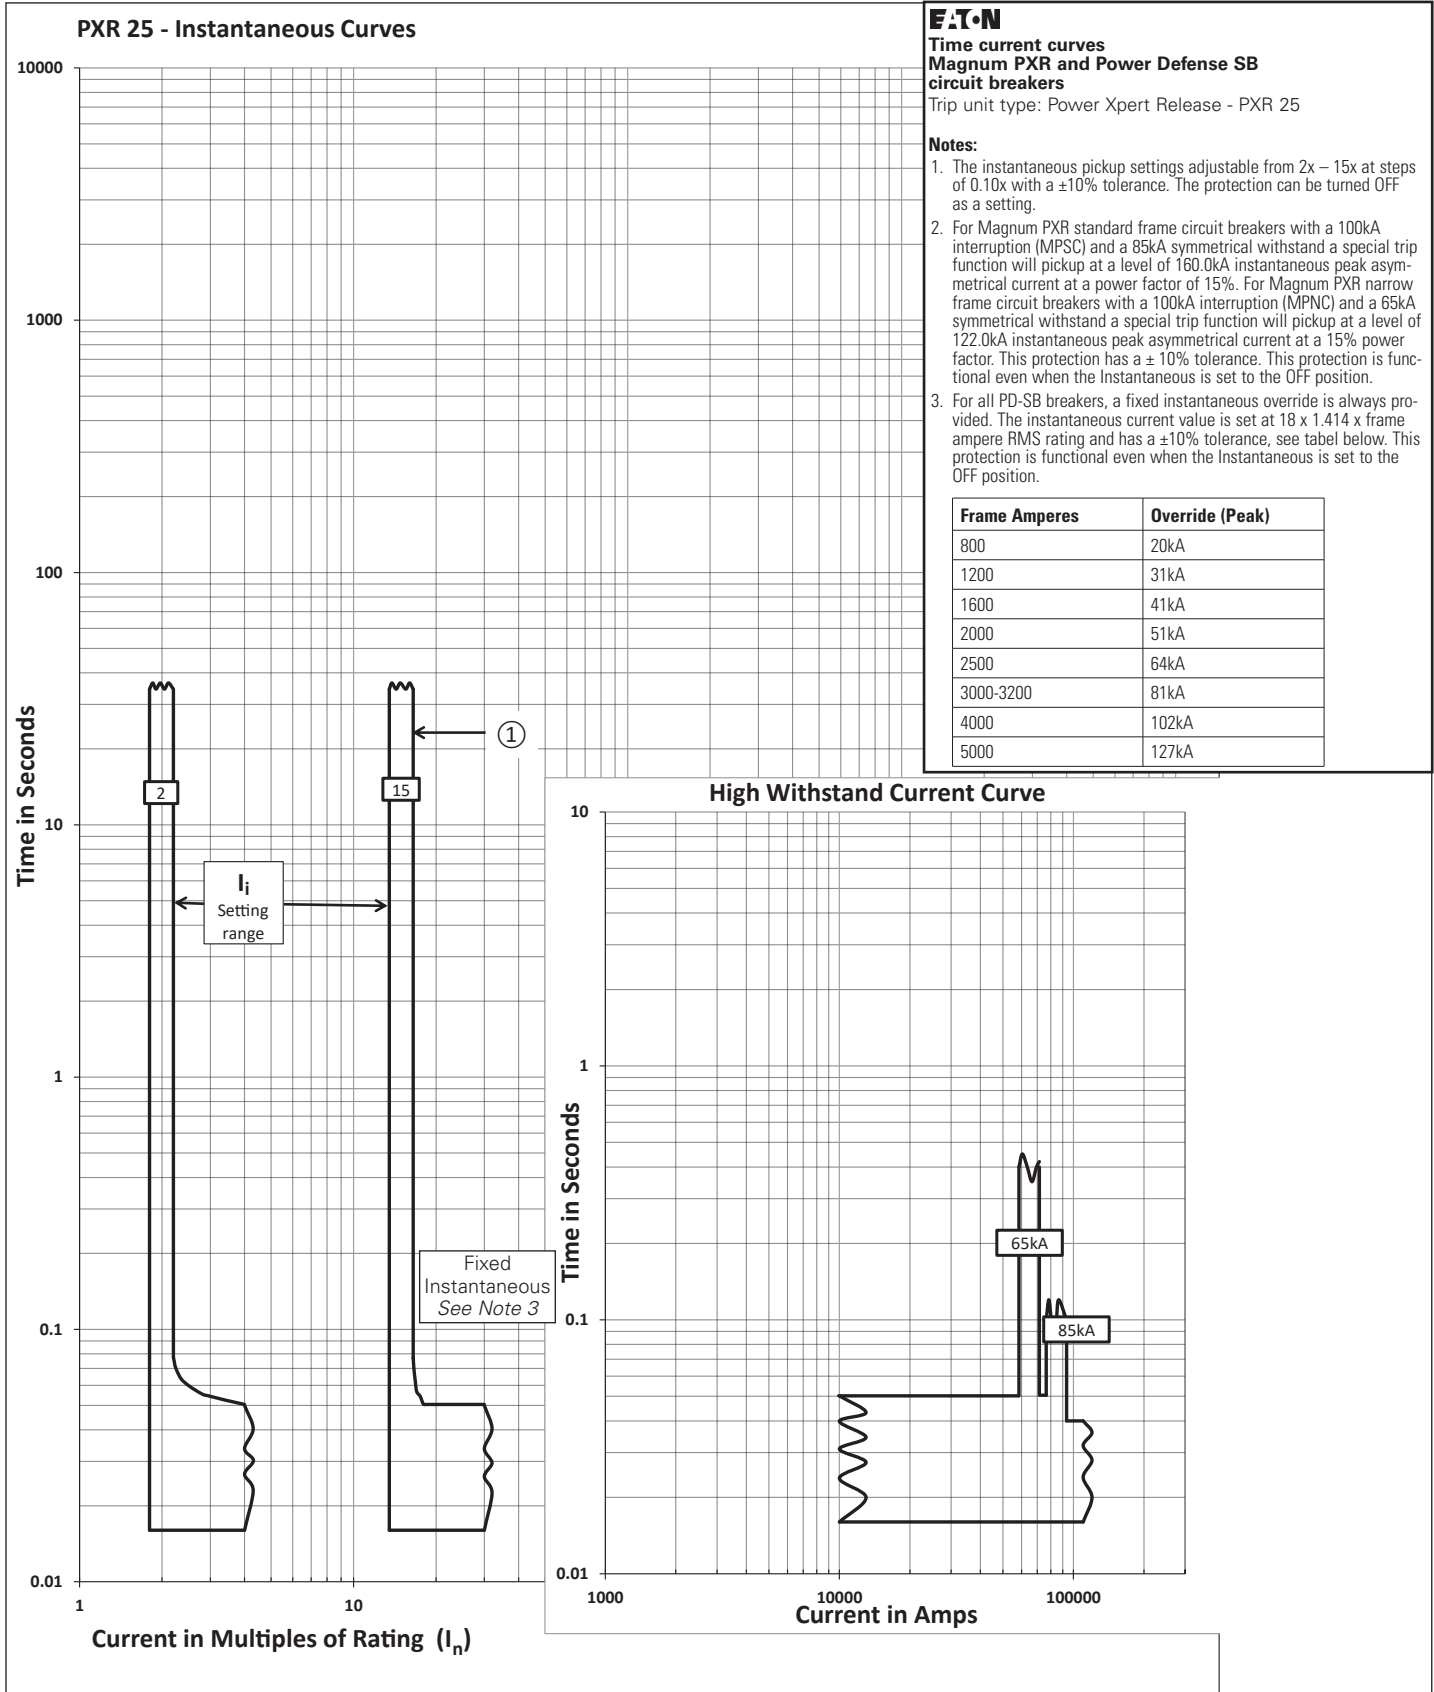 PXR 25 - Instantaneous Curves
EATON
Time current curves
Magnum PXR and Power Defense SB
circuit breakers
Trip unit type: Power Xpert Release - PXR 25
Notes:
1. The instantaneous pickup settings adjustable from 2x – 15x at steps
of 0.10x with a ±10% tolerance. The protection can be turned OFF
as a setting.
2. For Magnum PXR standard frame circuit breakers with a 100kA
interruption (MPSC) and a 85kA symmetrical withstand a special trip
function will pickup at a level of 160.0kA instantaneous peak asym-
metrical current at a power factor of 15%. For Magnum PXR narrow
frame circuit breakers with a 100kA interruption (MPNC) and a 65kA
symmetrical withstand a special trip function will pickup at a level of
122.0kA instantaneous peak asymmetrical current at a 15% power
factor. This protection has a ± 10% tolerance. This protection is func-
tional even when the Instantaneous is set to the OFF position.
3. For all PD-SB breakers, a fixed instantaneous override is always pro-
vided. The instantaneous current value is set at 18 x 1.414 x frame
ampere RMS rating and has a ±10% tolerance, see tabel below. This
protection is functional even when the Instantaneous is set to the
OFF position.
Frame Amperes Override (Peak)
800 20kA
1200 31kA
1600 41kA
2000 51kA
2500 64kA
3000-3200 81kA
4000 102kA
5000 127kA
10000
1000
100
10
1
0.1
0.01
Time in Seconds
1 10
Current in Multiples of Rating (In)
①
2
15
Ii
Setting
range
Fixed
Instantaneous
See Note 3
High Withstand Current Curve
10
1
0.1
0.01
Time in Seconds
65kA
85kA
1000 10000 100000
Current in Amps